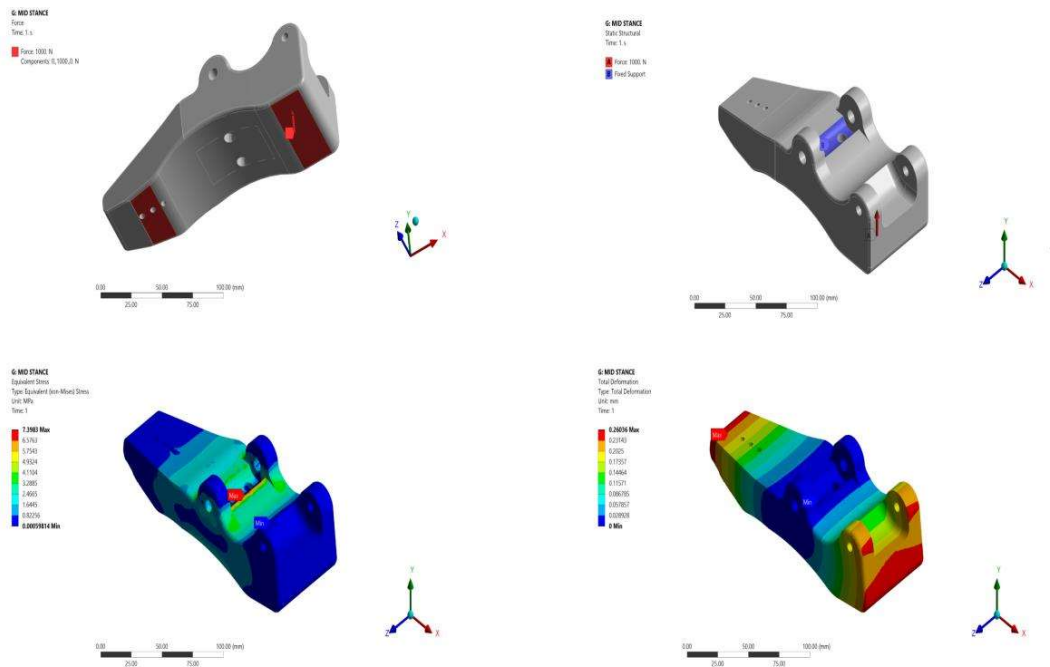 G: MID STANCE
Force
Time: 1. s
Force: 1000. N
Components: 0.,1000.,0. N
Z
Y
X
0.00
50.00
100.00 (mm)
25.00
75.00
G: MID STANCE
Static Structural
Time: 1. s
A Force: 1000. N
B Fixed Support
Y
Z
X
0.00
50.00
100.00 (mm)
25.00
75.00
G: MID STANCE
Equivalent Stress
Type: Equivalent (von-Mises) Stress
Unit: MPa
Time: 1
7.3983 Max
6.5763
5.7543
4.9324
4.1104
3.2885
2.4665
1.6445
0.82256
0.00059814 Min
Max
Min
Y
Z
X
0.00
50.00
100.00 (mm)
25.00
75.00
G: MID STANCE
Total Deformation
Type: Total Deformation
Unit: mm
Time: 1
0.26036 Max
0.23143
0.2025
0.17357
0.14464
0.11571
0.086785
0.057857
0.028928
0 Min
Min
Y
Z
X
0.00
50.00
100.00 (mm)
25.00
75.00